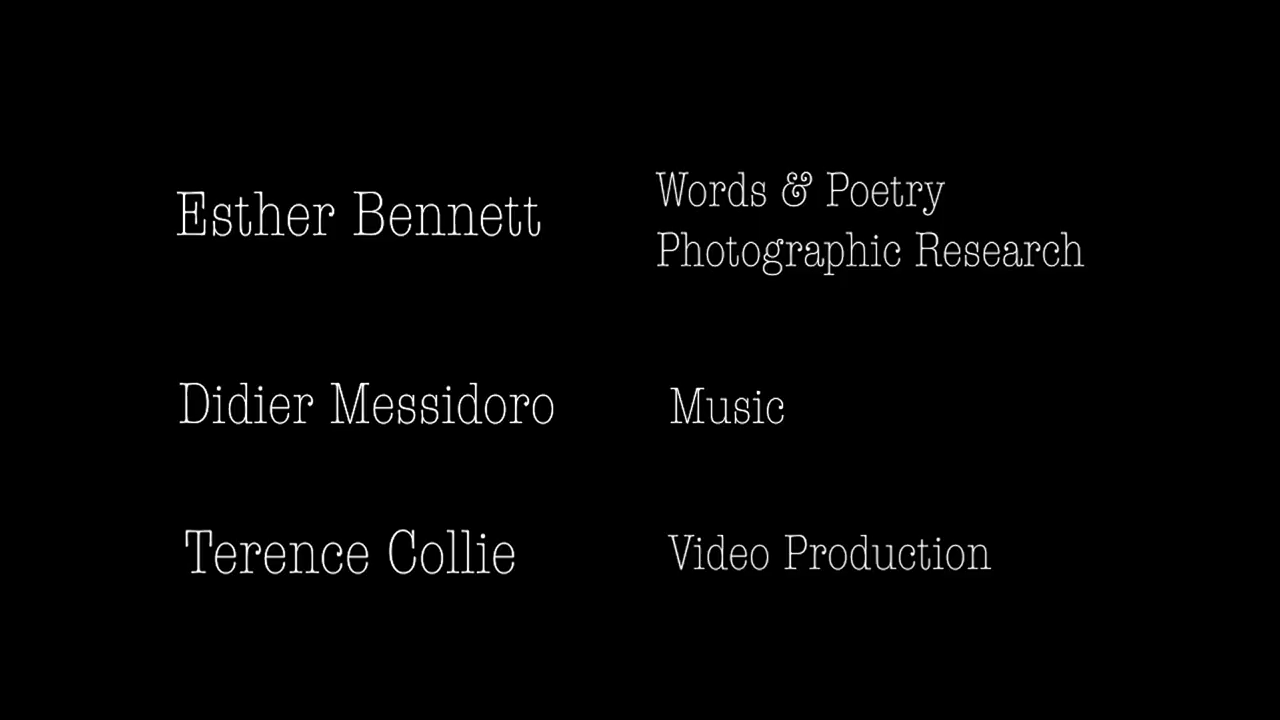 Esther Bennett
Words & Poetry
Photographic Research
Didier Messidoro
Music
Terence Collie
Video Production